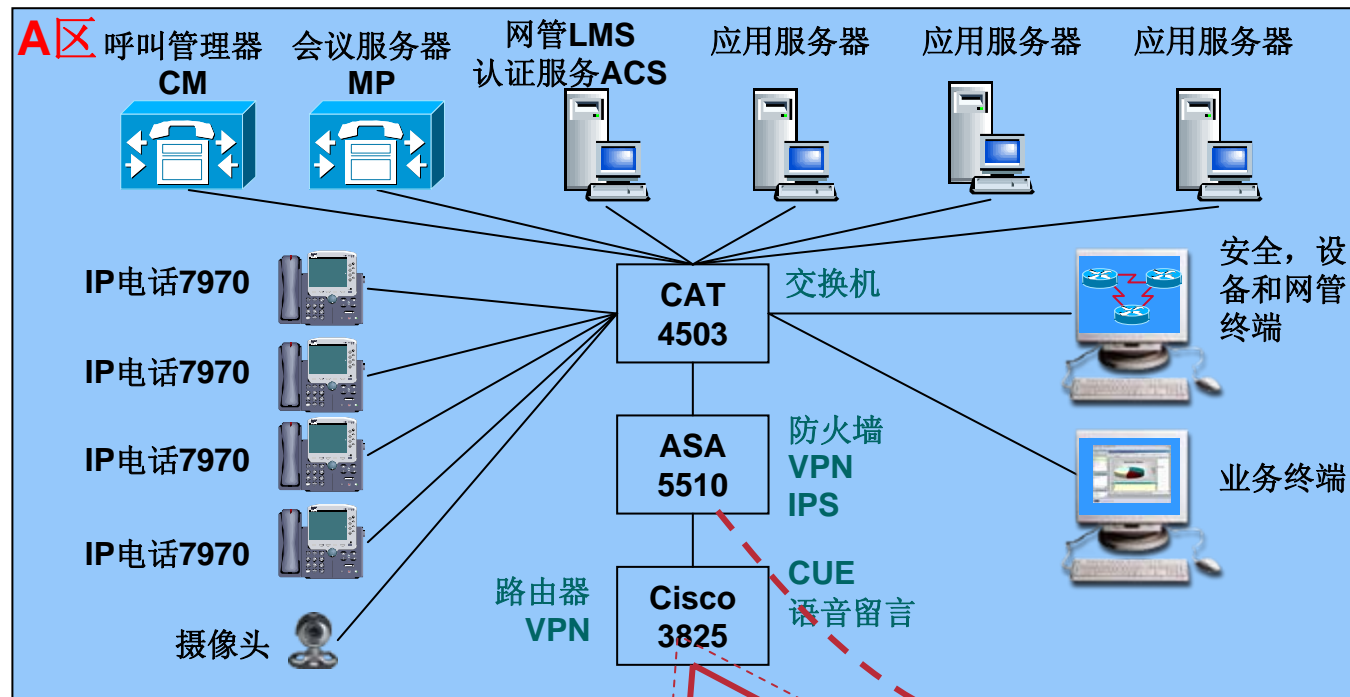 A区
呼叫管理器
CM
会议服务器
MP
网管LMS
认证服务ACS
应用服务器
应用服务器
应用服务器
IP电话7970
IP电话7970
IP电话7970
IP电话7970
摄像头
CAT
4503
交换机
ASA
5510
防火墙
VPN
IPS
Cisco
3825
路由器
VPN
CUE
语音留言
安全，设
备和网管
终端
业务终端